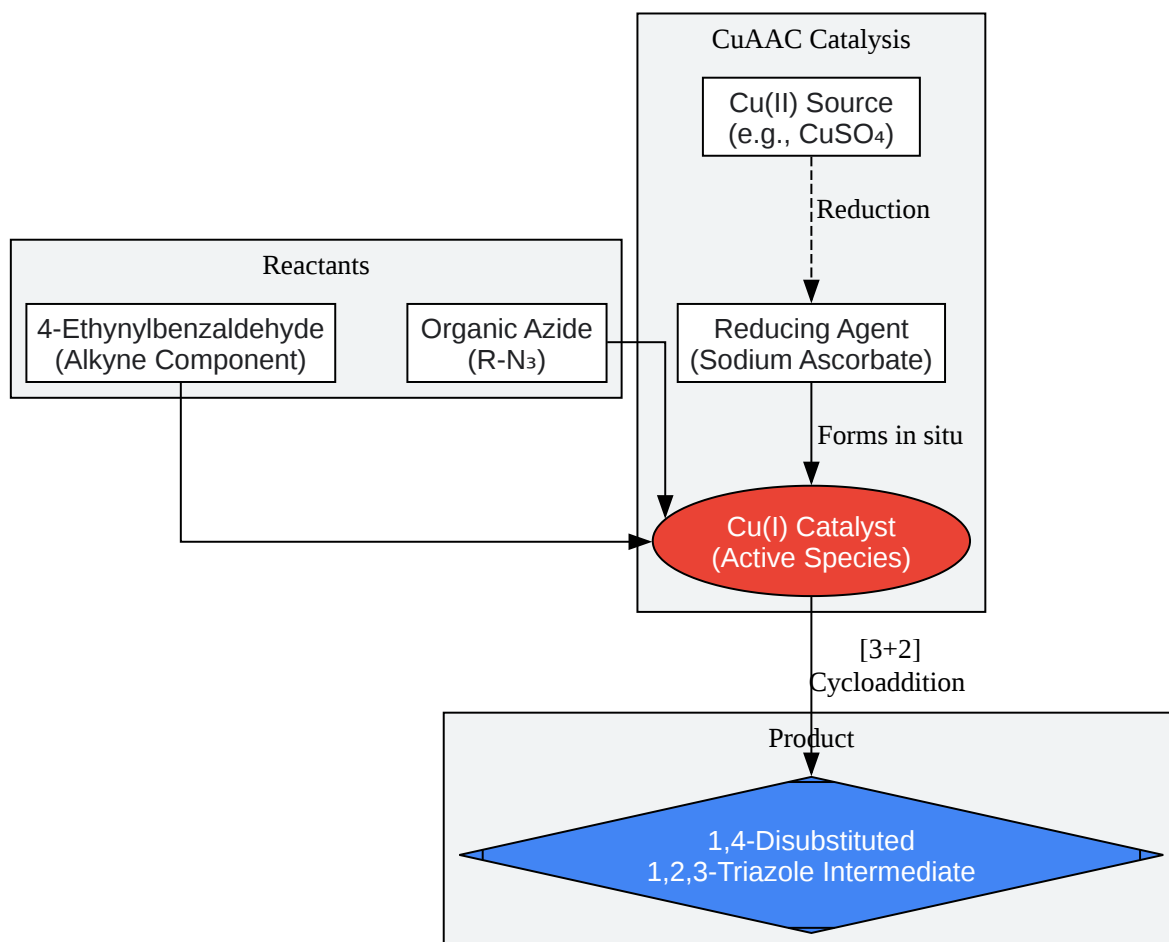 CuAAC Catalysis
Cu(II) Source
(e.g., CuSO₄)
Reduction
Reactants
4-Ethynylbenzaldehyde
(Alkyne Component)
Organic Azide
(R-N₃)
Reducing Agent
(Sodium Ascorbate)
Forms in situ
Cu(I) Catalyst
(Active Species)
[3+2]
Cycloaddition
Product
1,4-Disubstituted
1,2,3-Triazole Intermediate